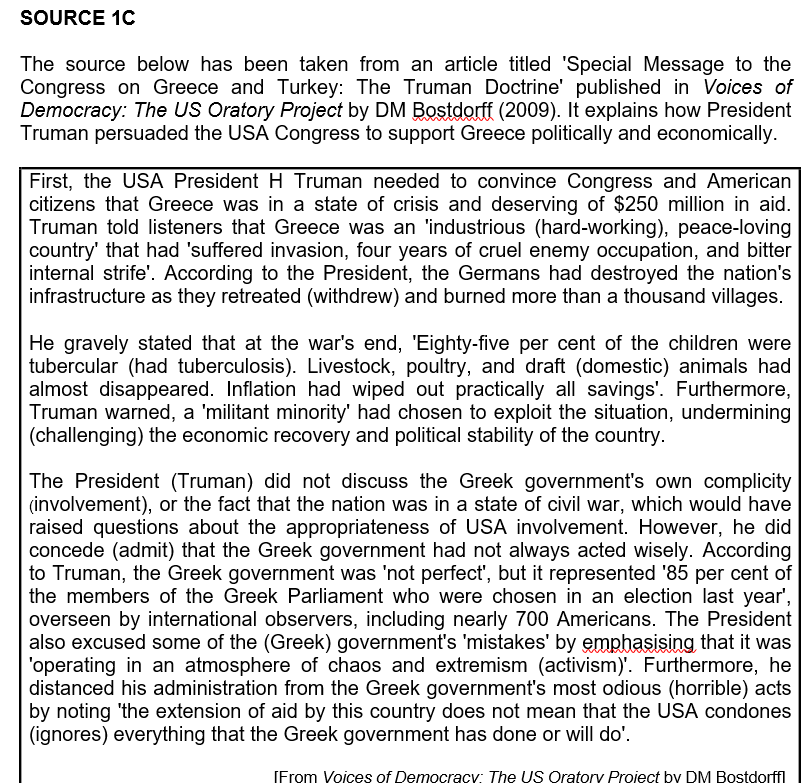 SOURCE 1C
The source below has been taken from an article titled 'Special Message to the
Congress on Greece and Turkey: The Truman Doctrine' published in Voices of
Democracy: The US Oratory Project by DM Bostdorff (2009). It explains how President
Truman persuaded the USA Congress to support Greece politically and economically.
First, the USA President H Truman needed to convince Congress and American
citizens that Greece was in a state of crisis and deserving of $250 million in aid.
Truman told listeners that Greece was an 'industrious (hard-working), peace-loving
country' that had 'suffered invasion, four years of cruel enemy occupation, and bitter
internal strife'. According to the President, the Germans had destroyed the nation's
infrastructure as they retreated (withdrew) and burned more than a thousand villages.
He gravely stated that at the war's end, 'Eighty-five per cent of the children were
tubercular (had tuberculosis). Livestock, poultry, and draft (domestic) animals had
almost disappeared. Inflation had wiped out practically all savings'. Furthermore,
Truman warned, a 'militant minority' had chosen to exploit the situation, undermining
(challenging) the economic recovery and political stability of the country.
The President (Truman) did not discuss the Greek government's own complicity
(involvement), or the fact that the nation was in a state of civil war, which would have
raised questions about the appropriateness of USA involvement. However, he did
concede (admit) that the Greek government had not always acted wisely. According
to Truman, the Greek government was 'not perfect', but it represented '85 per cent of
the members of the Greek Parliament who were chosen in an election last year',
overseen by international observers, including nearly 700 Americans. The President
also excused some of the (Greek) government's 'mistakes' by emphasising that it was
'operating in an atmosphere of chaos and extremism (activism)'. Furthermore, he
distanced his administration from the Greek government's most odious (horrible) acts
by noting 'the extension of aid by this country does not mean that the USA condones
(ignores) everything that the Greek government has done or will do'.
[From Voices of Democracy: The US Oratory Project by DM Bostdorff]